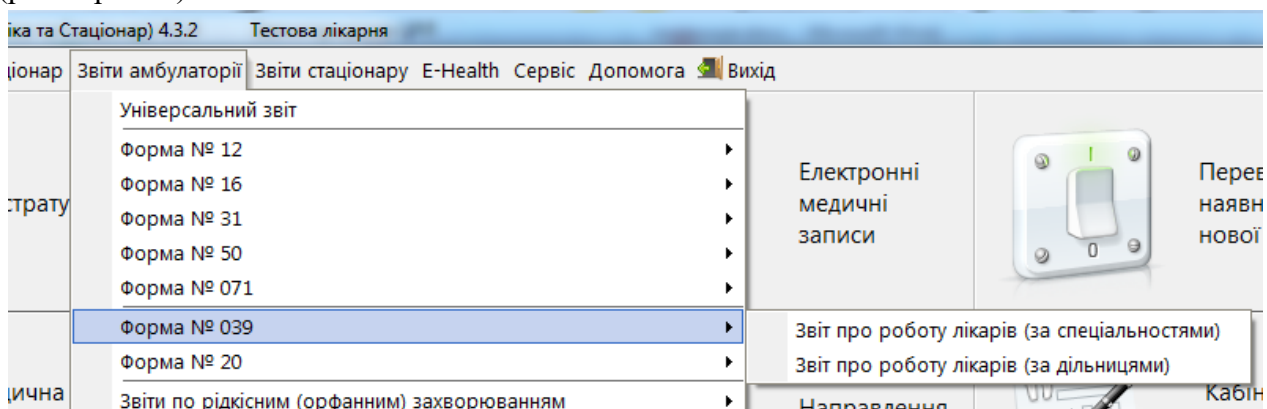 іка та Стаціонар) 4.3.2 Тестова лікарня
ціонар Звіти амбулаторії Звіти стаціонару E-Health Сервіс Допомога Вихід
Універсальний звіт
Форма № 12
Форма № 16
Форма № 31
Форма № 50
Форма № 071
Форма № 039
Форма № 20
Звіти по рідкісним (орфанним) захворюванням
Звіт про роботу лікарів (за спеціальностями)
Звіт про роботу лікарів (за дільницями)
страту
Електронні
медичні
записи
I
0
Перев
наявн
нової
дична
Направлення
Кабін